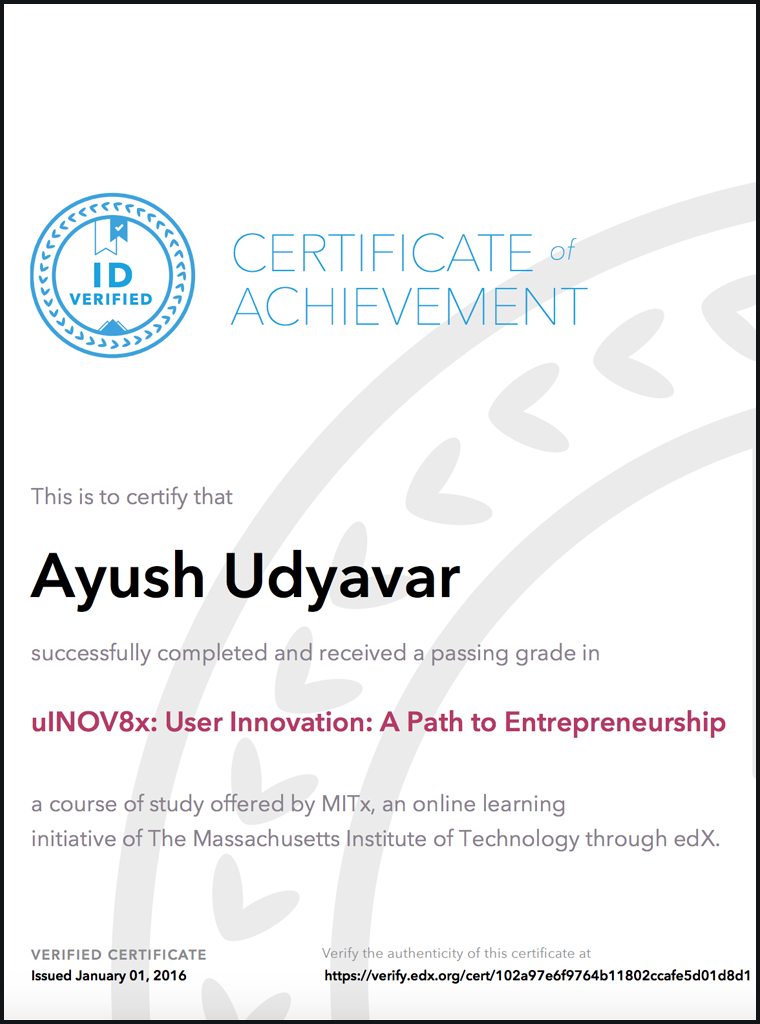 ID
VERIFIED
CERTIFICATE of
ACHIEVEMENT
This is to certify that
Ayush Udyavar
successfully completed and received a passing grade in
uINOV8x: User Innovation: A Path to Entrepreneurship
a course of study offered by MITx, an online learning
initiative of The Massachusetts Institute of Technology through edX.
VERIFIED CERTIFICATE
Issued January 01, 2016
Verify the authenticity of this certificate at
https://verify.edx.org/cert/102a97e6f9764b11802ccafe5d01d8d1